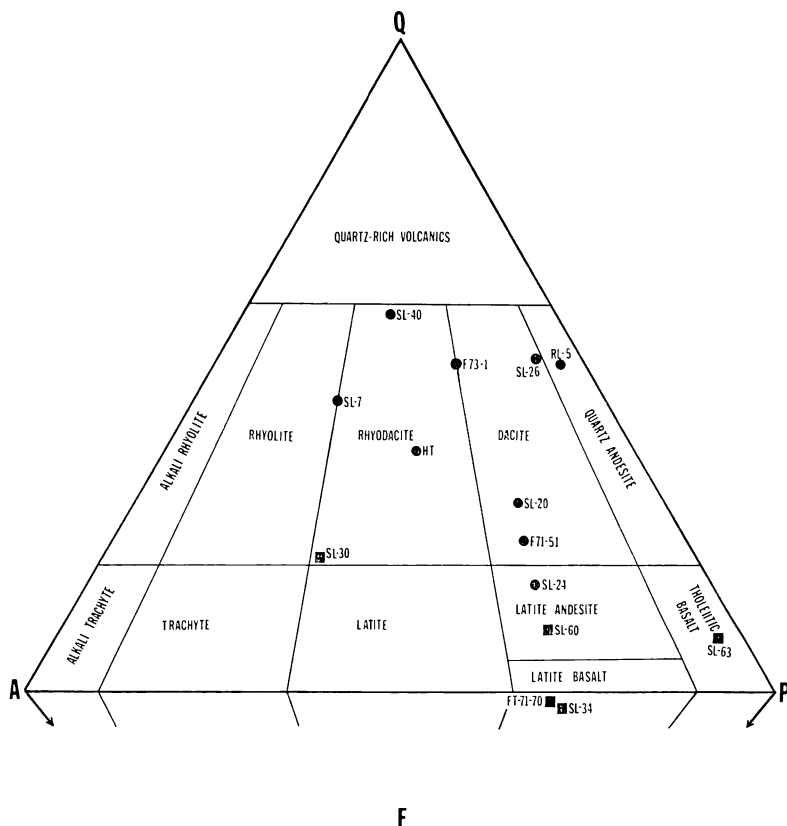 Q
QUARTZ-RICH VOLCANICS
SL-40
RL-5
F73-1
SL-26
SL-7
ALKALI RHYOLITE
RHYOLITE
RHYODACITE
DACITE
QUARTZ ANDESITE
HT
SL-20
F71-51
SL-30
SL-24
ALKALI TRACHYTE
TRACHYTE
LATITE
LATITE ANDESITE
THOLEIITIC
BASALT
SL-60
SL-63
LATITE BASALT
A
P
FT-71-70
SL-34
F